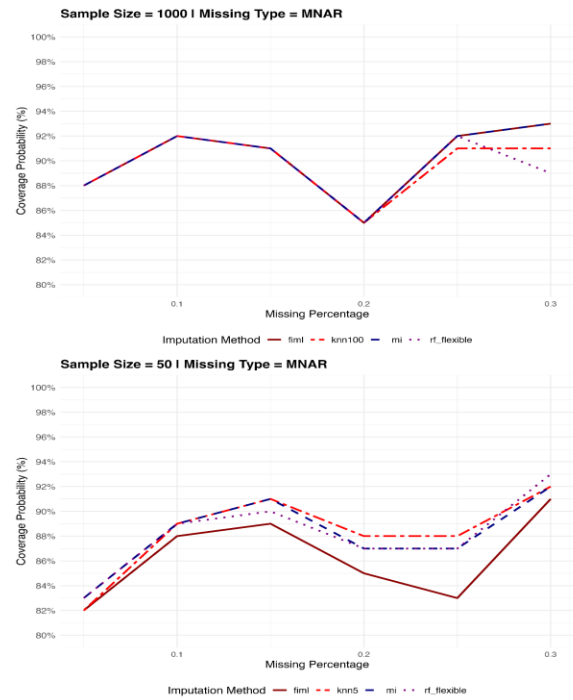 Sample Size = 1000 | Missing Type = MNAR
100%
98%
96%
94%
92%
90%
88%
86%
84%
82%
80%
Coverage Probability (%)
0.1 0.2 0.3
Missing Percentage
Imputation Method fiml knn100 mi rf_flexible
Sample Size = 50 | Missing Type = MNAR
100%
98%
96%
94%
92%
90%
88%
86%
84%
82%
80%
Coverage Probability (%)
0.1 0.2 0.3
Missing Percentage
Imputation Method fiml knn5 mi rf_flexible